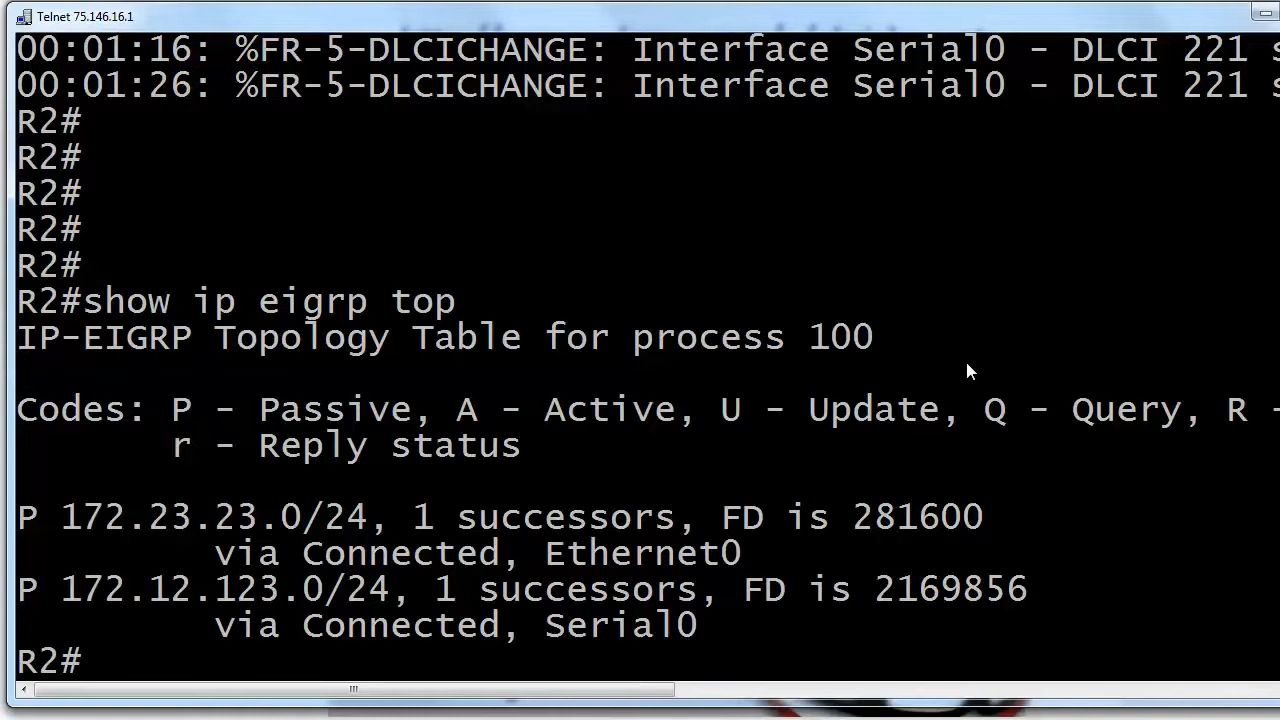 Telnet 75.146.16.1
00:01:16: %FR-5-DLCICHANGE: Interface Serial0 - DLCI 221 s
00:01:26: %FR-5-DLCICHANGE: Interface Serial0 - DLCI 221 s
R2#
R2#
R2#
R2#
R2#
R2#show ip eigrp top
IP-EIGRP Topology Table for process 100
Codes: P - Passive, A - Active, U - Update, Q - Query, R -
r - Reply status
P 172.23.23.0/24, 1 successors, FD is 281600
via Connected, Ethernet0
P 172.12.123.0/24, 1 successors, FD is 2169856
via Connected, Serial0
R2#